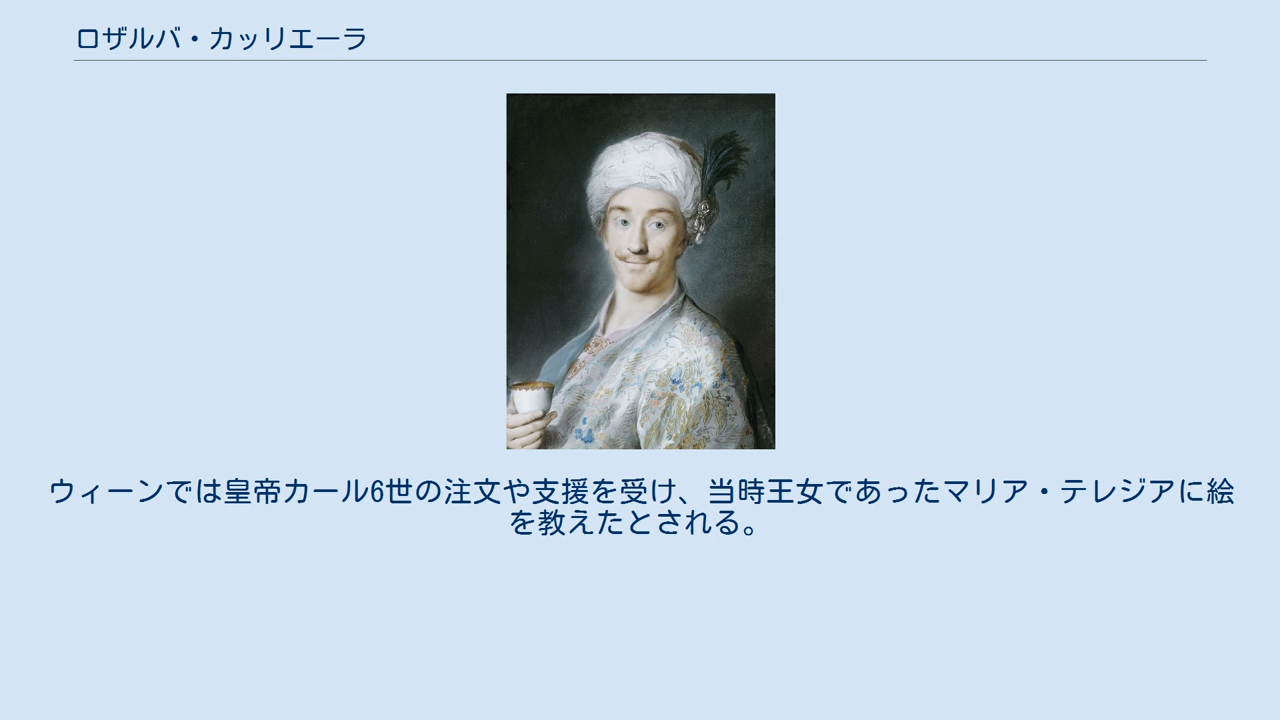 ロザルバ・カッリエーラ
ウィーンでは皇帝カール6世の注文や支援を受け、当時王女であったマリア・テレジアに絵
を教えたとされる。